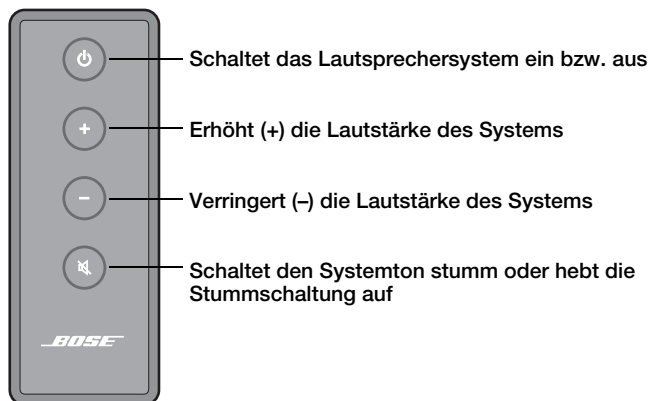 Schaltet das Lautsprechersystem ein bzw. aus
Erhöht (+) die Lautstärke des Systems
Verringert (–) die Lautstärke des Systems
Schaltet den Systemton stumm oder hebt die
Stummschaltung auf
BOSE